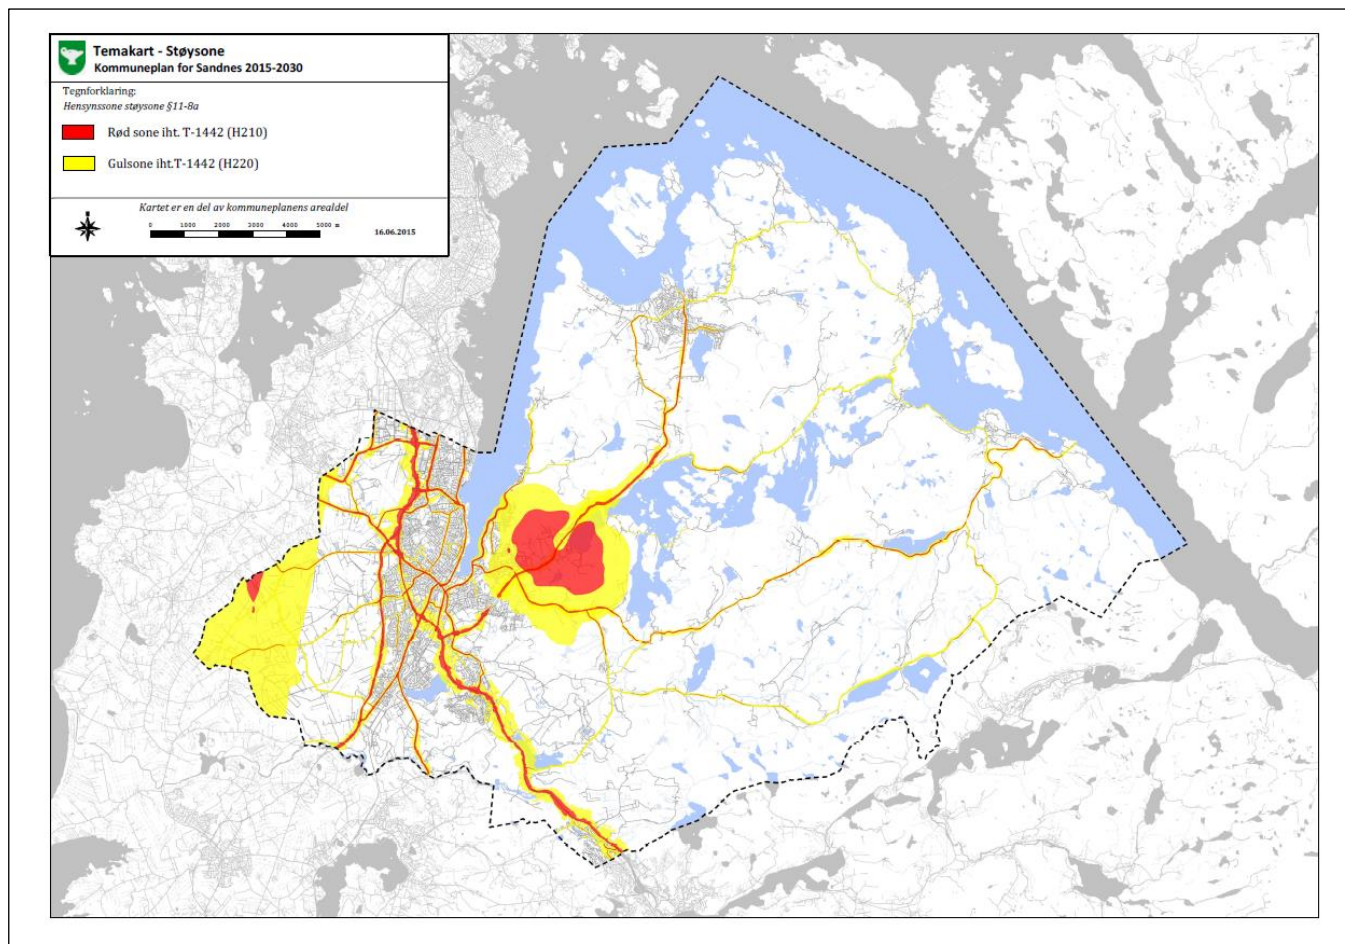 Temakart - Støysone
Kommuneplan for Sandnes 2015-2030
Tegnforklaring:
Hensynssone støysone §11-8a
Rød sone iht. T-1442 (H210)
Gulsone iht.T-1442 (H220)
Kartet er en del av kommuneplanens arealdel
0 1000 2000 3000 4000 5000 m
16.06.2015